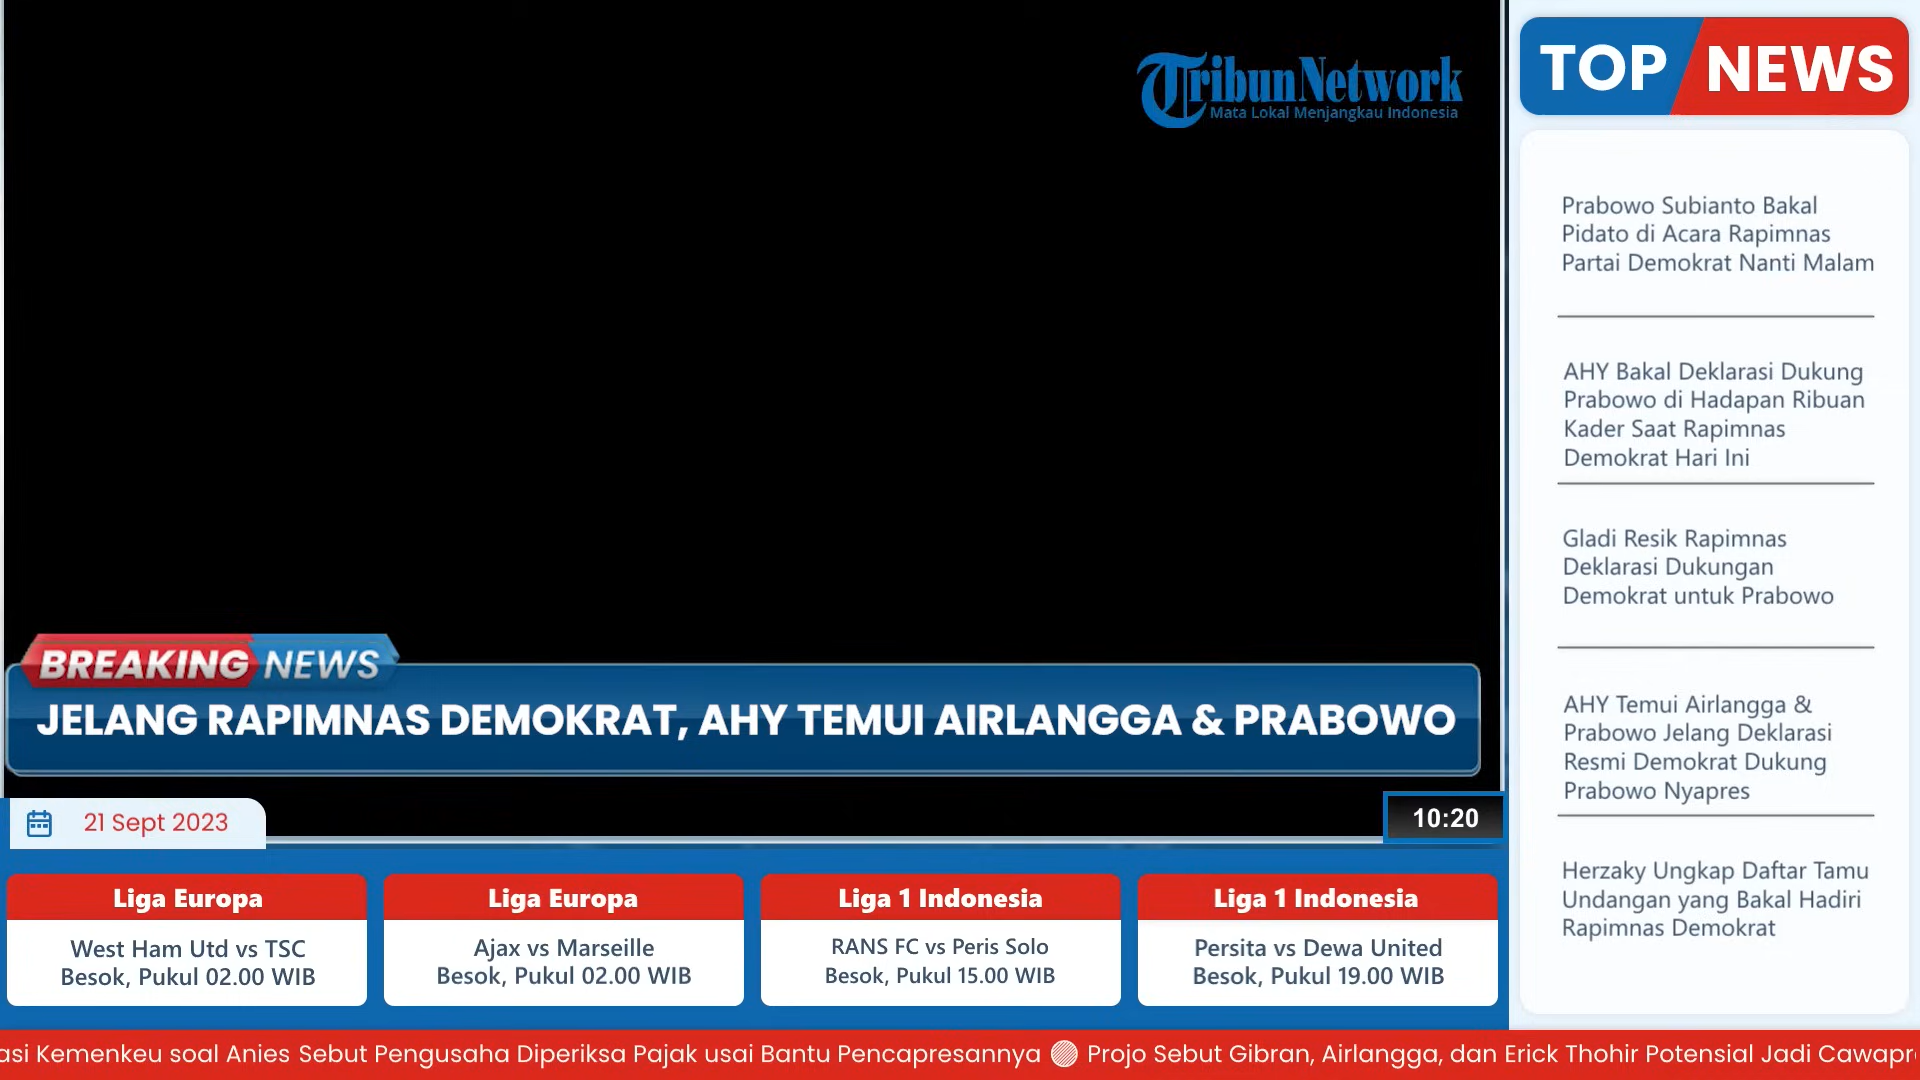 TribunNetwork
Mata Lokal Menjangkau Indonesia
BREAKING NEWS
JELANG RAPIMNAS DEMOKRAT, AHY TEMUI AIRLANGGA & PRABOWO
21 Sept 2023
10:20
Liga Europa
West Ham Utd vs TSC
Besok, Pukul 02.00 WIB
Liga Europa
Ajax vs Marseille
Besok, Pukul 02.00 WIB
Liga 1 Indonesia
RANS FC vs Peris Solo
Besok, Pukul 15.00 WIB
Liga 1 Indonesia
Persita vs Dewa United
Besok, Pukul 19.00 WIB
TOP NEWS
Prabowo Subianto Bakal
Pidato di Acara Rapimnas
Partai Demokrat Nanti Malam
AHY Bakal Deklarasi Dukung
Prabowo di Hadapan Ribuan
Kader Saat Rapimnas
Demokrat Hari Ini
Gladi Resik Rapimnas
Deklarasi Dukungan
Demokrat untuk Prabowo
AHY Temui Airlangga &
Prabowo Jelang Deklarasi
Resmi Demokrat Dukung
Prabowo Nyapres
Herzaky Ungkap Daftar Tamu
Undangan yang Bakal Hadiri
Rapimnas Demokrat
asi Kemenkeu soal Anies Sebut Pengusaha Diperiksa Pajak usai Bantu Pencapresannya Projo Sebut Gibran, Airlangga, dan Erick Thohir Potensial Jadi Cawapr